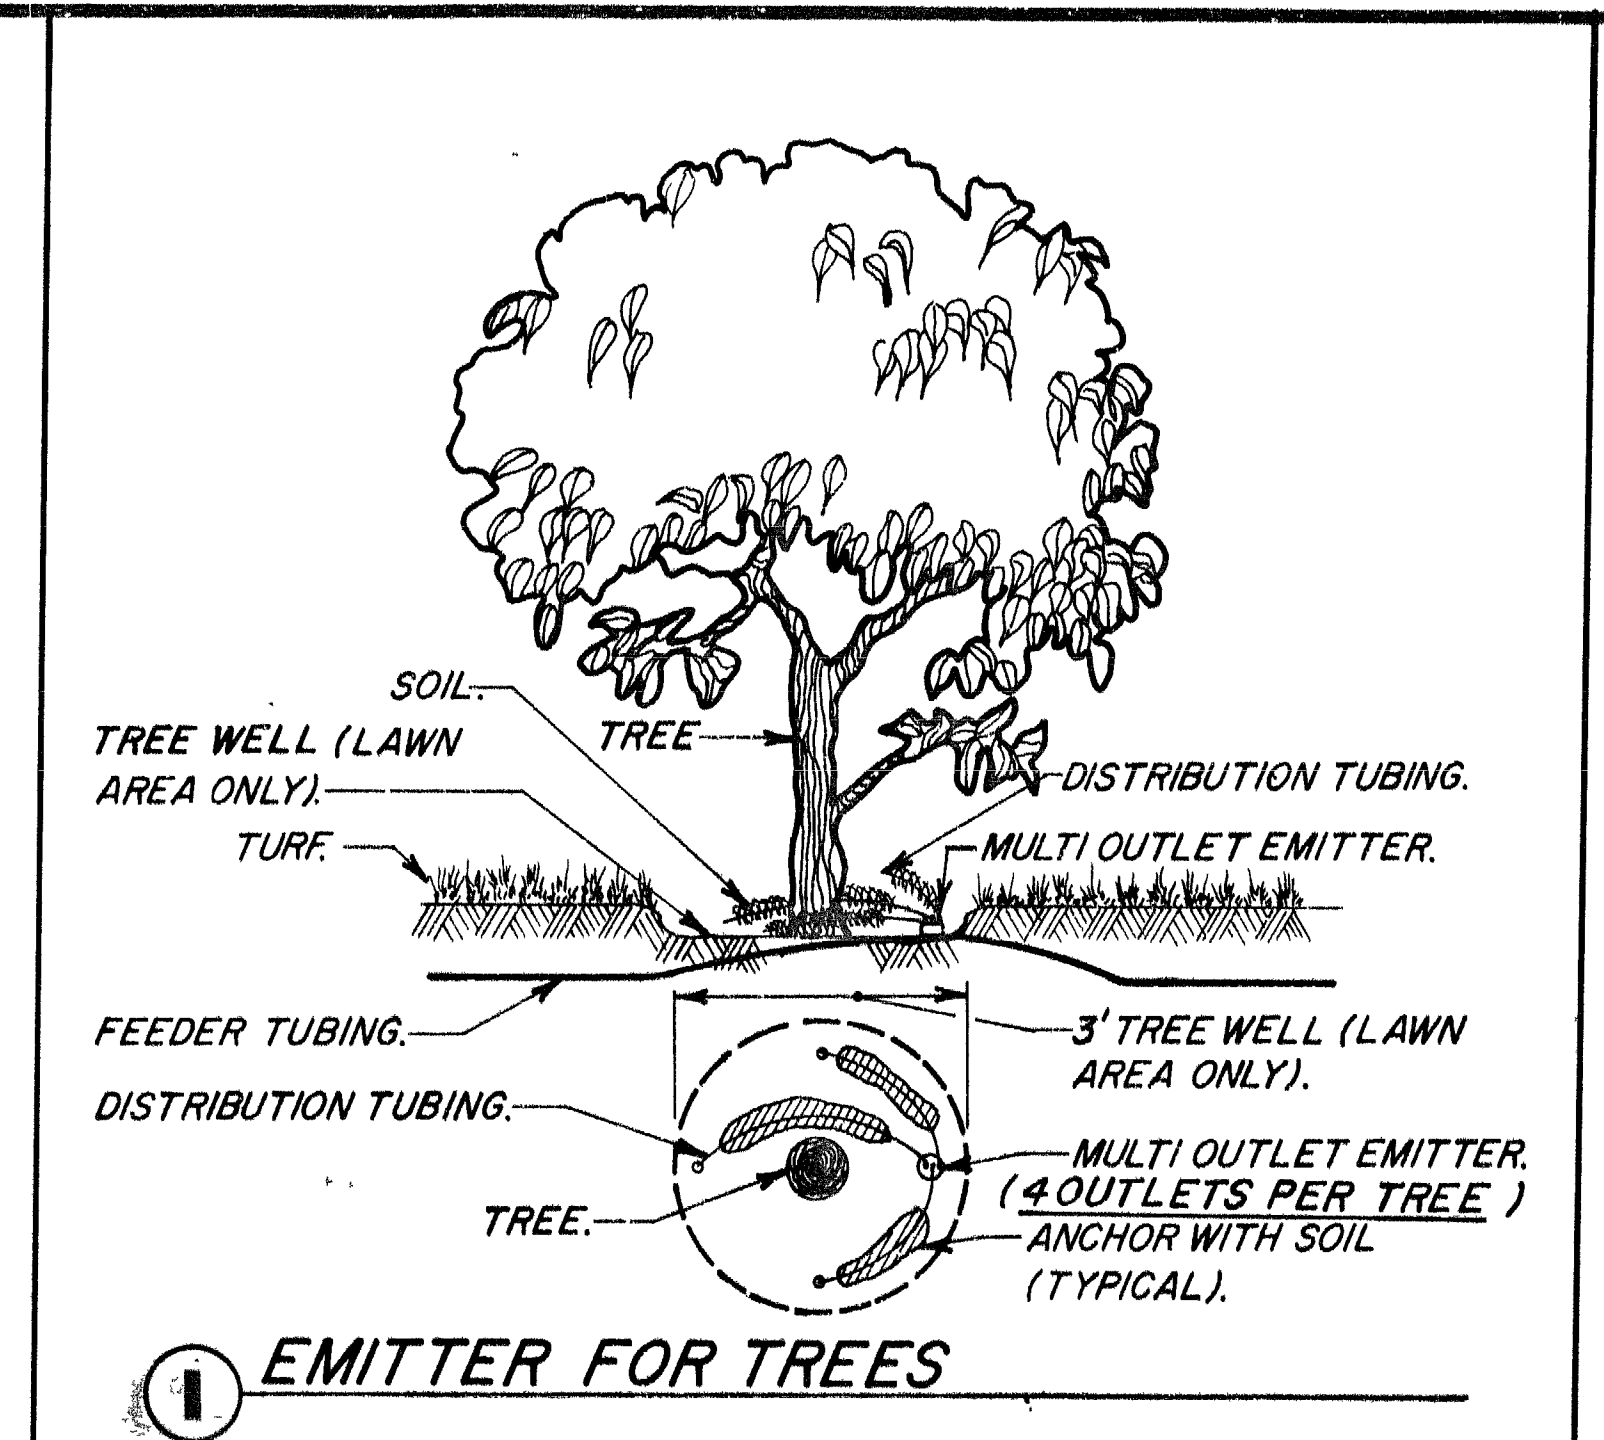 SOIL.
TREE WELL (LAWN
AREA ONLY).
TREE
DISTRIBUTION TUBING.
TURF.
MULTI OUTLET EMITTER.
FEEDER TUBING.
3' TREE WELL (LAWN
AREA ONLY).
DISTRIBUTION TUBING.
MULTI OUTLET EMITTER.
(4 OUTLETS PER TREE)
TREE.
ANCHOR WITH SOIL
(TYPICAL).
1 EMITTER FOR TREES